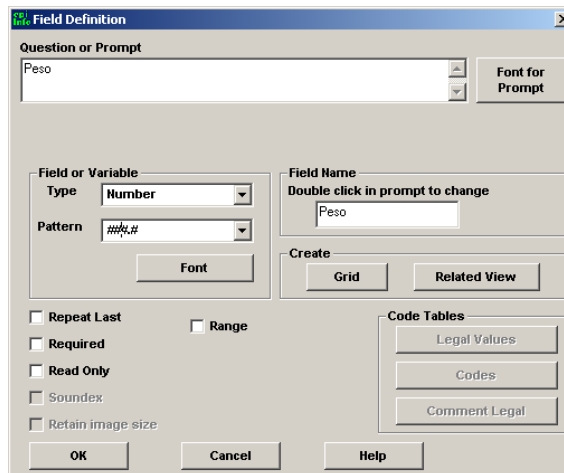 Epi Info Field Definition
Question or Prompt
Peso
Font for Prompt
Field or Variable
Type Number
Pattern ###.#
Font
Field Name
Double click in prompt to change
Peso
Create
Grid Related View
Repeat Last
Range
Required
Read Only
Soundex
Retain image size
Code Tables
Legal Values
Codes
Comment Legal
OK Cancel Help